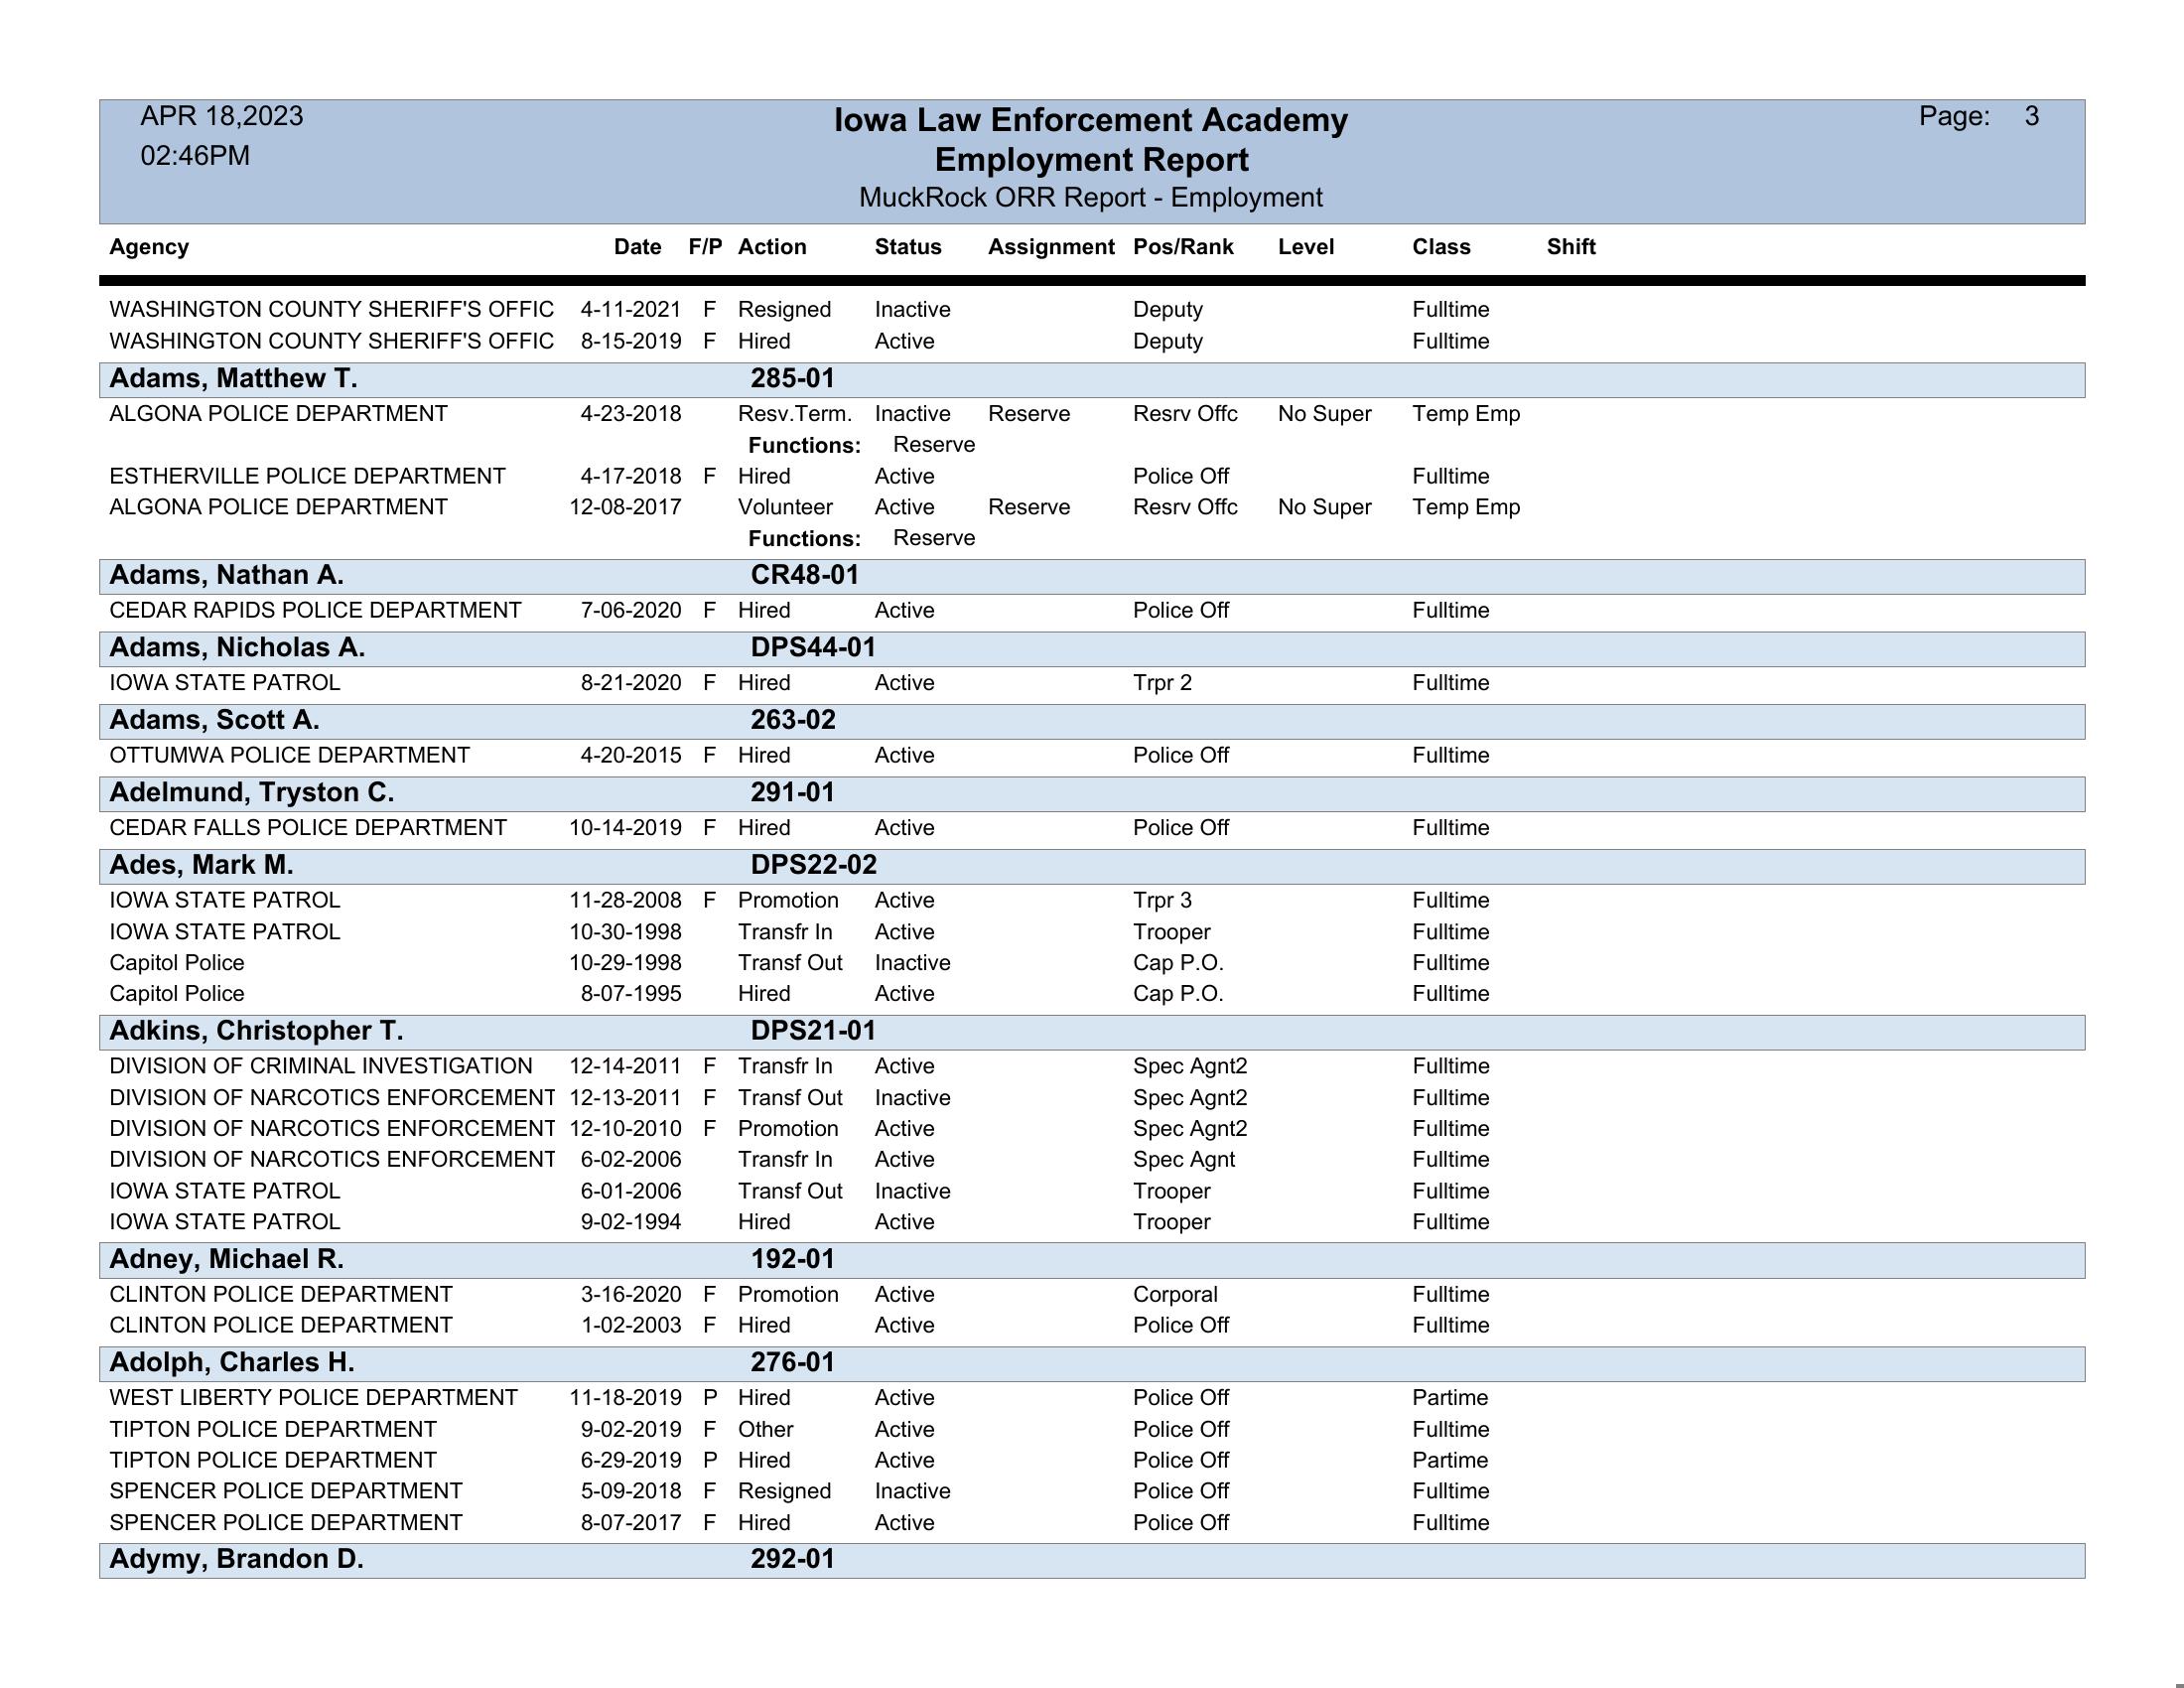 APR 18,2023
02:46PM
Iowa Law Enforcement Academy
Employment Report
MuckRock ORR Report - Employment
Page: 3
Agency Date F/P Action Status Assignment Pos/Rank Level Class Shift
WASHINGTON COUNTY SHERIFF'S OFFIC 4-11-2021 F Resigned Inactive Deputy Fulltime
WASHINGTON COUNTY SHERIFF'S OFFIC 8-15-2019 F Hired Active Deputy Fulltime
Adams, Matthew T. 285-01
ALGONA POLICE DEPARTMENT 4-23-2018 Resv.Term. Inactive Reserve Resrv Offc No Super Temp Emp
Functions: Reserve
ESTHERVILLE POLICE DEPARTMENT 4-17-2018 F Hired Active Police Off Fulltime
ALGONA POLICE DEPARTMENT 12-08-2017 Volunteer Active Reserve Resrv Offc No Super Temp Emp
Functions: Reserve
Adams, Nathan A. CR48-01
CEDAR RAPIDS POLICE DEPARTMENT 7-06-2020 F Hired Active Police Off Fulltime
Adams, Nicholas A. DPS44-01
IOWA STATE PATROL 8-21-2020 F Hired Active Trpr 2 Fulltime
Adams, Scott A. 263-02
OTTUMWA POLICE DEPARTMENT 4-20-2015 F Hired Active Police Off Fulltime
Adelmund, Tryston C. 291-01
CEDAR FALLS POLICE DEPARTMENT 10-14-2019 F Hired Active Police Off Fulltime
Ades, Mark M. DPS22-02
IOWA STATE PATROL 11-28-2008 F Promotion Active Trpr 3 Fulltime
IOWA STATE PATROL 10-30-1998 Transfr In Active Trooper Fulltime
Capitol Police 10-29-1998 Transf Out Inactive Cap P.O. Fulltime
Capitol Police 8-07-1995 Hired Active Cap P.O. Fulltime
Adkins, Christopher T. DPS21-01
DIVISION OF CRIMINAL INVESTIGATION 12-14-2011 F Transfr In Active Spec Agnt2 Fulltime
DIVISION OF NARCOTICS ENFORCEMENT 12-13-2011 F Transf Out Inactive Spec Agnt2 Fulltime
DIVISION OF NARCOTICS ENFORCEMENT 12-10-2010 F Promotion Active Spec Agnt2 Fulltime
DIVISION OF NARCOTICS ENFORCEMENT 6-02-2006 Transfr In Active Spec Agnt Fulltime
IOWA STATE PATROL 6-01-2006 Transf Out Inactive Trooper Fulltime
IOWA STATE PATROL 9-02-1994 Hired Active Trooper Fulltime
Adney, Michael R. 192-01
CLINTON POLICE DEPARTMENT 3-16-2020 F Promotion Active Corporal Fulltime
CLINTON POLICE DEPARTMENT 1-02-2003 F Hired Active Police Off Fulltime
Adolph, Charles H. 276-01
WEST LIBERTY POLICE DEPARTMENT 11-18-2019 P Hired Active Police Off Partime
TIPTON POLICE DEPARTMENT 9-02-2019 F Other Active Police Off Fulltime
TIPTON POLICE DEPARTMENT 6-29-2019 P Hired Active Police Off Partime
SPENCER POLICE DEPARTMENT 5-09-2018 F Resigned Inactive Police Off Fulltime
SPENCER POLICE DEPARTMENT 8-07-2017 F Hired Active Police Off Fulltime
Adymy, Brandon D. 292-01